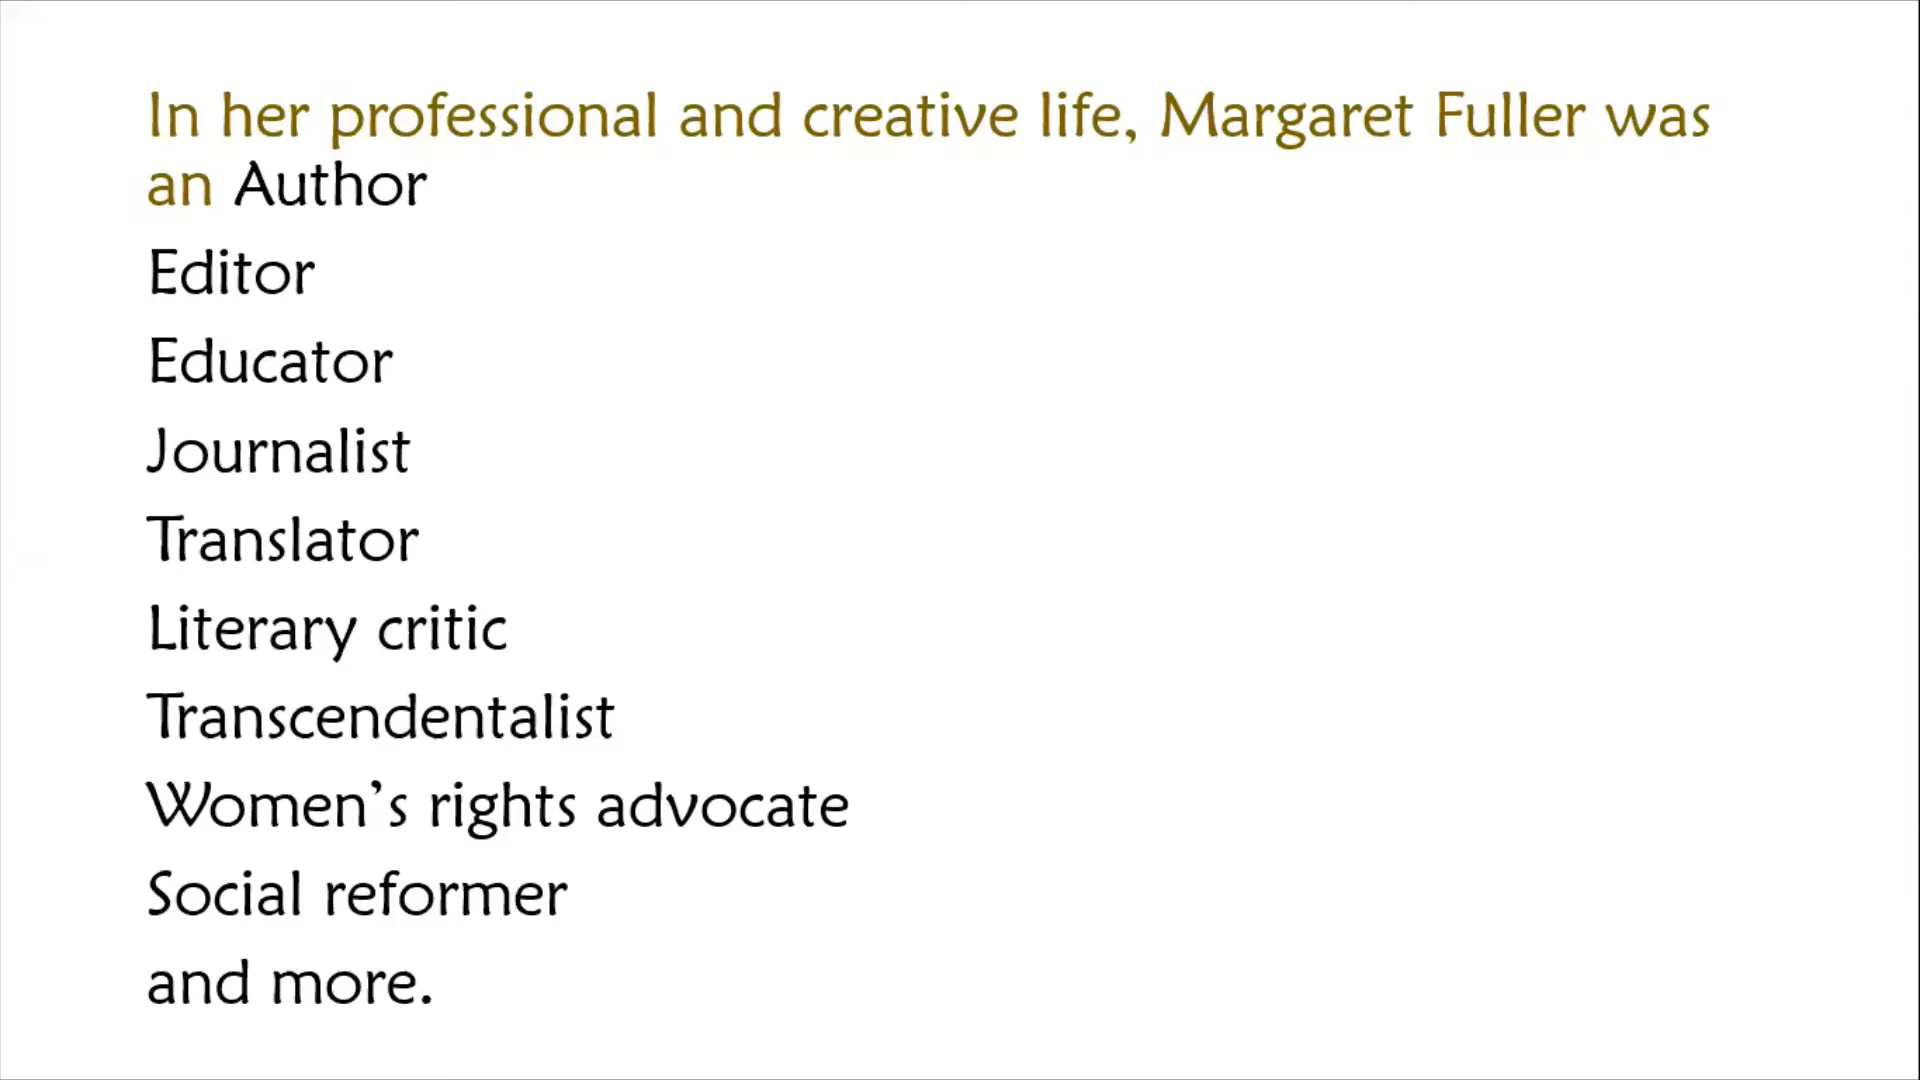 In her professional and creative life, Margaret Fuller was
an Author
Editor
Educator
Journalist
Translator
Literary critic
Transcendentalist
Women’s rights advocate
Social reformer
and more.